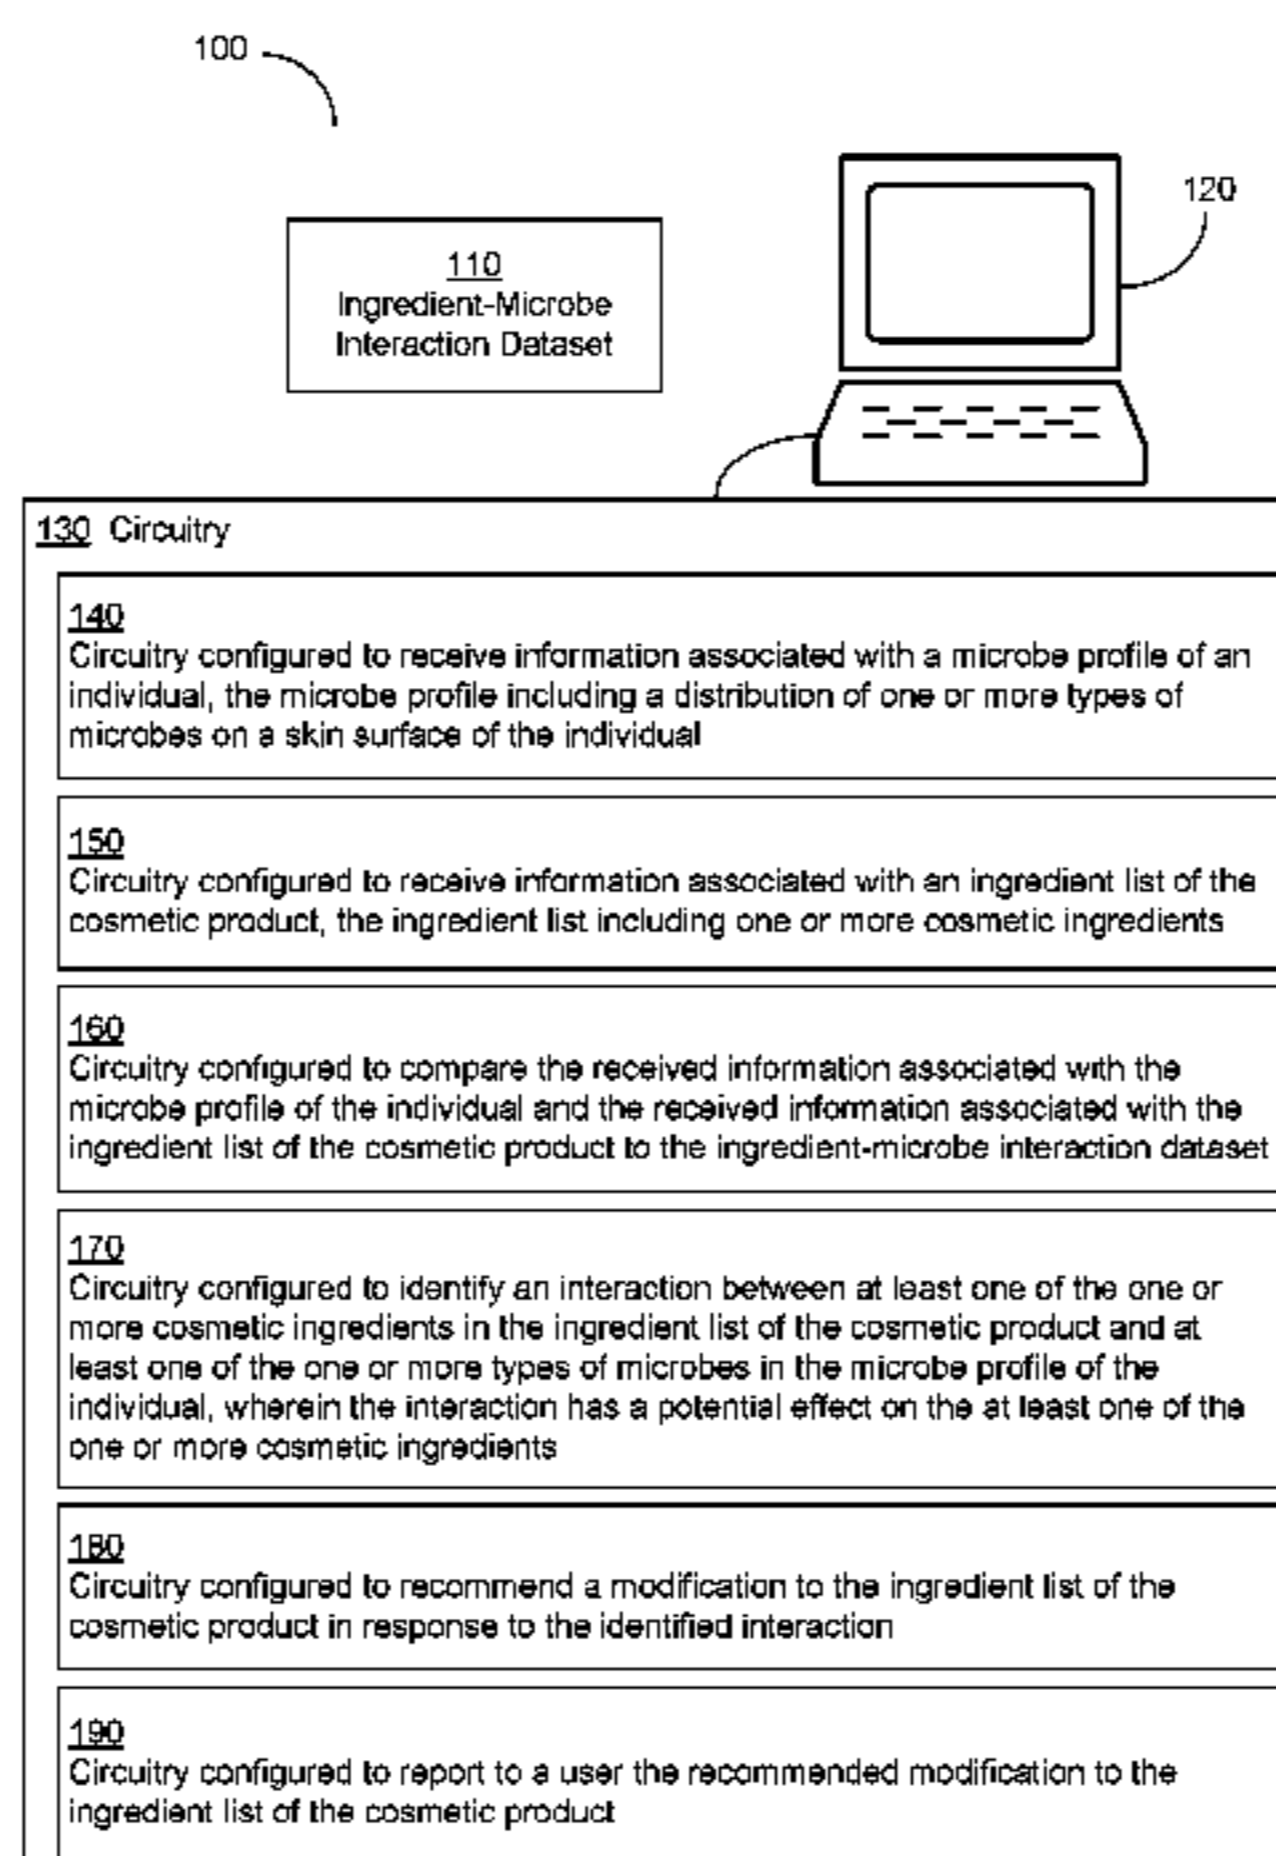 100
120
110
Ingredient-Microbe
Interaction Dataset
130 Circuitry
140
Circuitry configured to receive information associated with a microbe profile of an
individual, the microbe profile including a distribution of one or more types of
microbes on a skin surface of the individual
150
Circuitry configured to receive information associated with an ingredient list of the
cosmetic product, the ingredient list including one or more cosmetic ingredients
160
Circuitry configured to compare the received information associated with the
microbe profile of the individual and the received information associated with the
ingredient list of the cosmetic product to the ingredient-microbe interaction dataset
170
Circuitry configured to identify an interaction between at least one of the one or
more cosmetic ingredients in the ingredient list of the cosmetic product and at
least one of the one or more types of microbes in the microbe profile of the
individual, wherein the interaction has a potential effect on the at least one of the
one or more cosmetic ingredients
180
Circuitry configured to recommend a modification to the ingredient list of the
cosmetic product in response to the identified interaction
190
Circuitry configured to report to a user the recommended modification to the
ingredient list of the cosmetic product